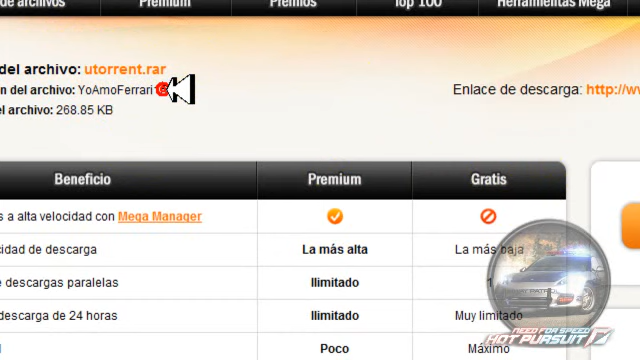 de archivos Premium Premios Top 100 Herramientas Mega
del archivo: utorrent.rar
n del archivo: YoAmoFerrari
Enlace de descarga: http://w
el archivo: 268.85 KB
Beneficio Premium Gratis
s a alta velocidad con Mega Manager
cidad de descarga La más alta La más baja
e descargas paralelas Ilimitado 1
descarga de 24 horas Ilimitado Muy limitado
Poco Máximo
NEED FOR SPEED
HOT PURSUIT